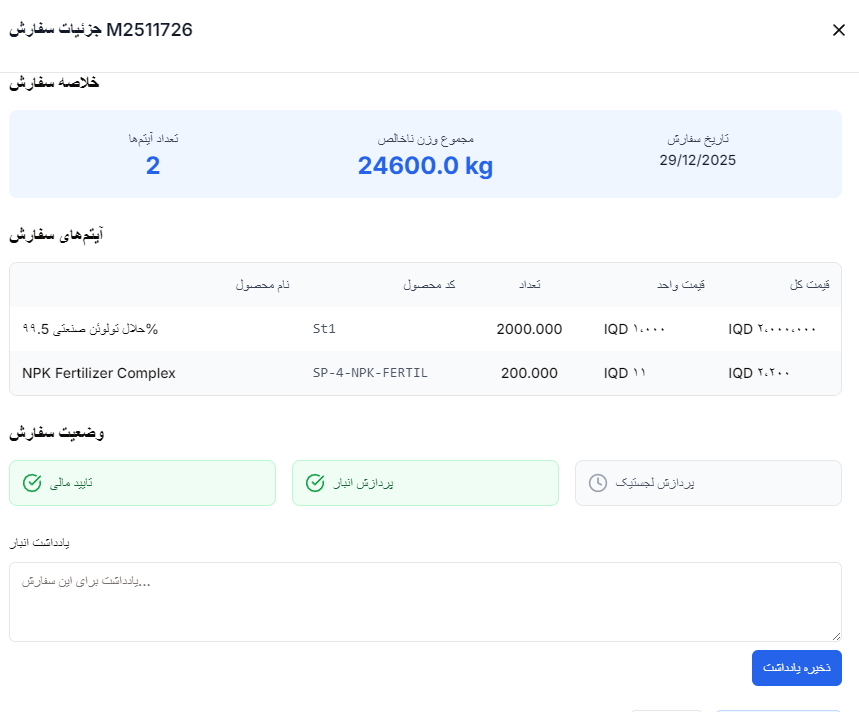 جزئیات سفارش M2511726
خلاصه سفارش
تعداد آیتم‌ها
2
مجموع وزن ناخالص
24600.0 kg
تاریخ سفارش
29/12/2025
آیتم‌های سفارش
نام محصول کد محصول تعداد قیمت واحد قیمت کل
حلال تولوئن صنعتی ۹۹.5% St1 2000.000 IQD ۱،۰۰۰ IQD ۲،۰۰۰،۰۰۰
NPK Fertilizer Complex SP-4-NPK-FERTIL 200.000 IQD ۱۱ IQD ۲،۲۰۰
وضعیت سفارش
تایید مالی
پردازش انبار
پردازش لجستیک
یادداشت انبار
یادداشت برای این سفارش...
ذخیره یادداشت